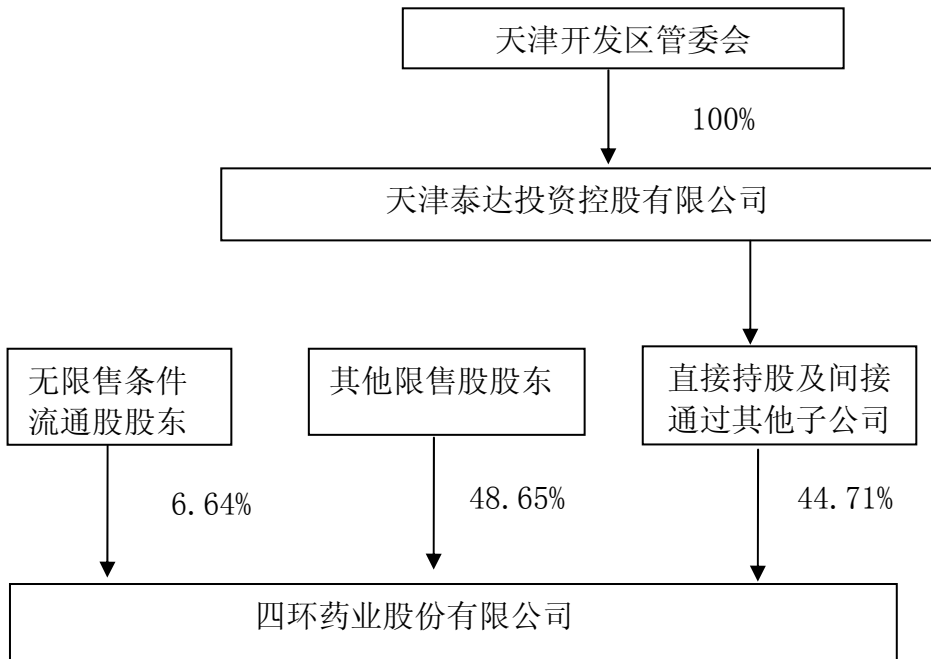 天津开发区管委会
100%
天津泰达投资控股有限公司
无限售条件
流通股股东
其他限售股股东
直接持股及间接
通过其他子公司
6.64%
48.65%
44.71%
四环药业股份有限公司